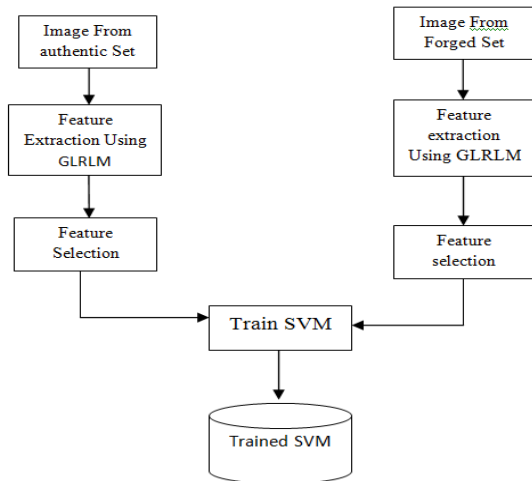 Image From
authentic Set
Feature
Extraction Using
GLRLM
Feature
Selection
Image From
Forged Set
Feature
extraction
Using GLRLM
Feature
selection
Train SVM
Trained SVM